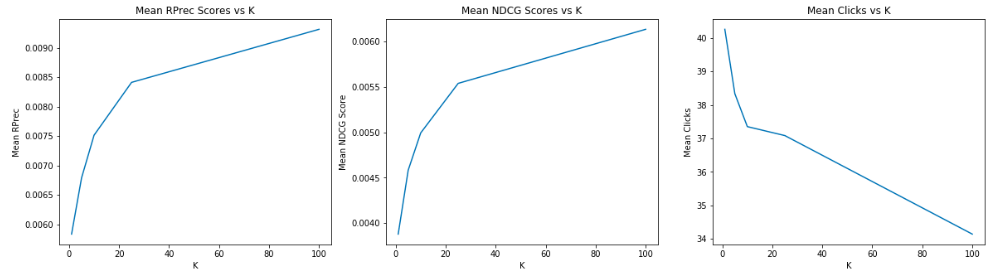 Mean RPrec Scores vs K
Mean RPrec
0.0090
0.0085
0.0080
0.0075
0.0070
0.0065
0.0060
0 20 40 60 80 100
K
Mean NDCG Scores vs K
Mean NDCG Score
0.0060
0.0055
0.0050
0.0045
0.0040
0 20 40 60 80 100
K
Mean Clicks vs K
Mean Clicks
40
39
38
37
36
35
34
0 20 40 60 80 100
K